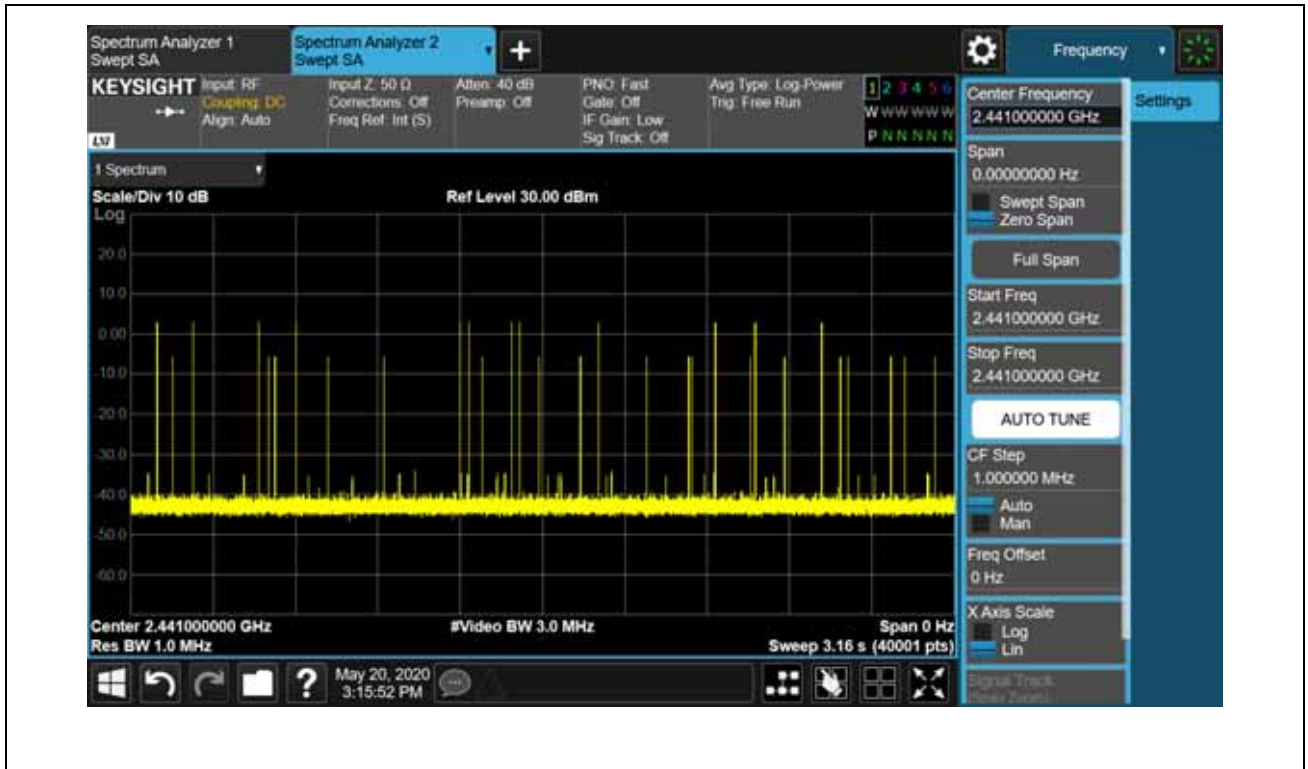 Spectrum Analyzer 1
Swept SA
Spectrum Analyzer 2
Swept SA
+
Frequency
KEYSIGHT
Input: RF
Coupling: DC
Align: Auto
Input Z: 50 Ω
Corrections: Off
Freq Ref: Int (S)
Atten: 40 dB
Preamp: Off
PNO: Fast
Gate: Off
IF Gain: Low
Sig Track: Off
Avg Type: Log-Power
Trig: Free Run
1 2 3 4 5 6
W W W W W W
P N N N N N
LXI
Center Frequency
2.441000000 GHz
Settings
Span
0.00000000 Hz
Swept Span
Zero Span
Full Span
Start Freq
2.441000000 GHz
Stop Freq
2.441000000 GHz
AUTO TUNE
CF Step
1.000000 MHz
Auto
Man
Freq Offset
0 Hz
X Axis Scale
Log
Lin
Signal Track
(Span Zoom)
1 Spectrum
Scale/Div 10 dB
Ref Level 30.00 dBm
Log
20.0
10.0
0.00
-10.0
-20.0
-30.0
-40.0
-50.0
-60.0
Center 2.441000000 GHz
#Video BW 3.0 MHz
Span 0 Hz
Res BW 1.0 MHz
Sweep 3.16 s (40001 pts)
?
May 20, 2020
3:15:52 PM